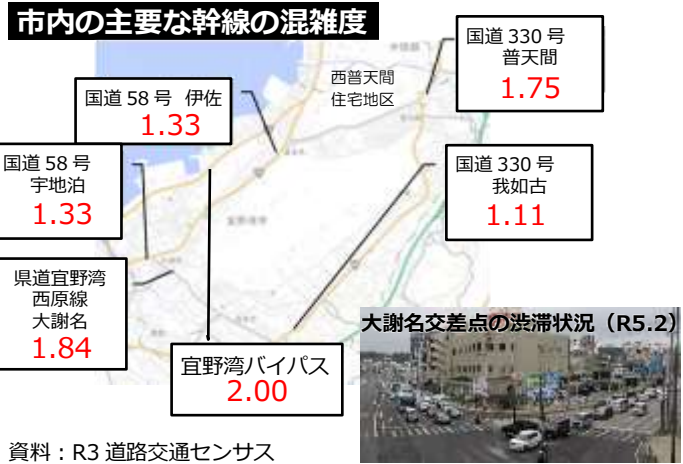 市内の主要な幹線の混雑度
国道 330 号
普天間
1.75
西普天間
住宅地区
国道 58 号 伊佐
1.33
国道 58 号
宇地泊
1.33
国道 330 号
我如古
1.11
県道宜野湾
西原線
大謝名
1.84
宜野湾バイパス
2.00
大謝名交差点の渋滞状況（R5.2）
資料：R3 道路交通センサス